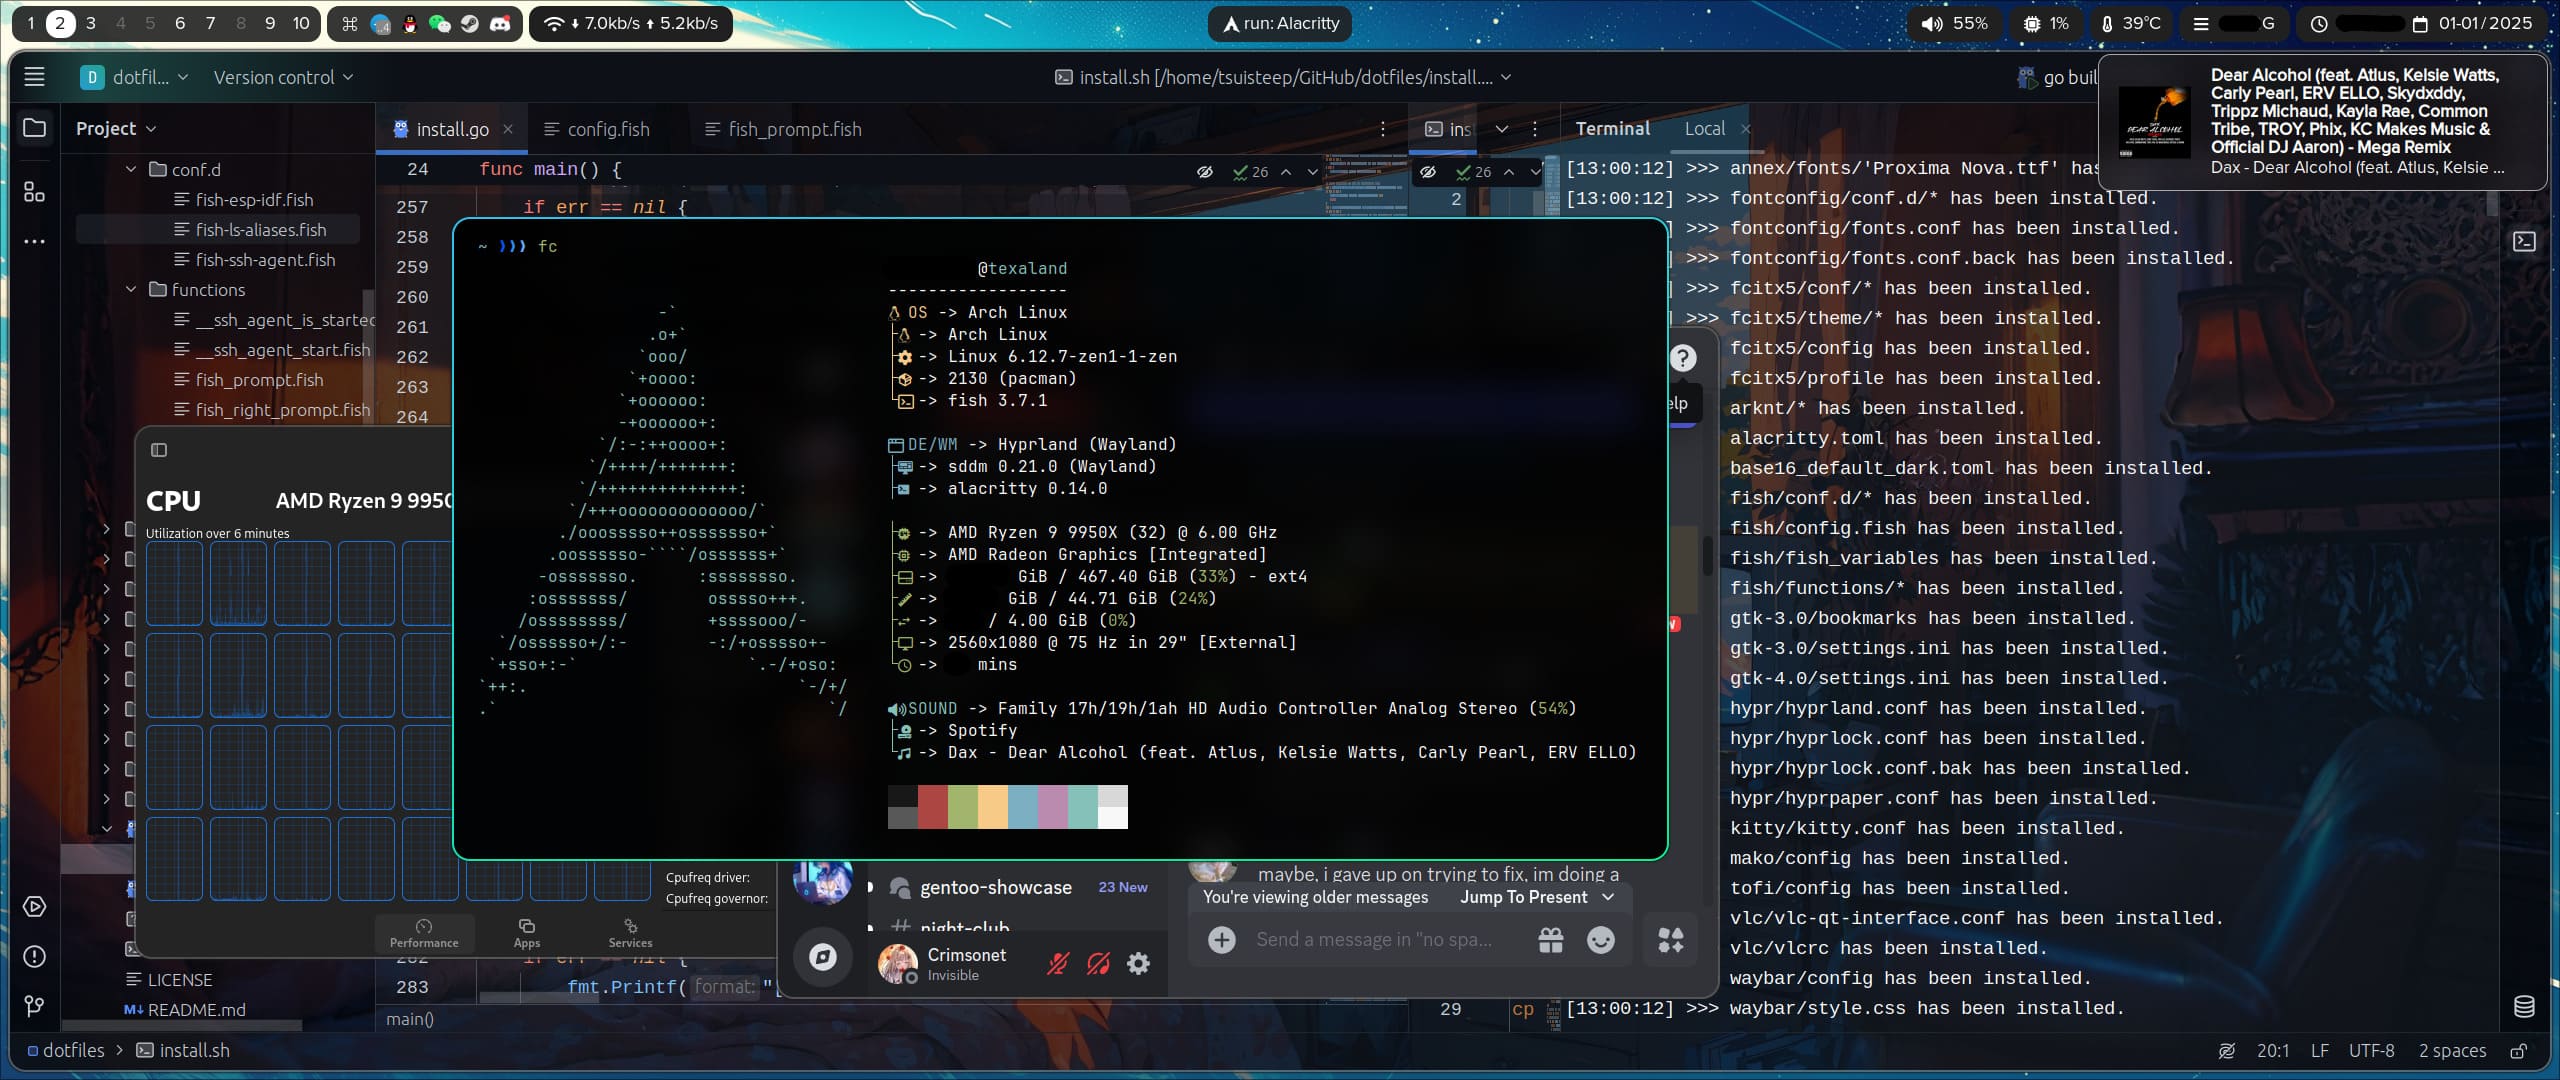 1 2 3 4 5 6 7 8 9 10
7.0kb/s 5.2kb/s
run: Alacritty
55%
1%
39°C
G
01-01/2025
D dotfil...
Version control
install.sh [/home/tsuisteep/GitHub/dotfiles/install....
go buil
Dear Alcohol (feat. Atlus, Kelsie Watts,
Carly Pearl, ERV ELLO, Skydxddy,
Trippz Michaud, Kayla Rae, Common
Tribe, TROY, Phix, KC Makes Music &
Official DJ Aaron) - Mega Remix
Dax - Dear Alcohol (feat. Atlus, Kelsie ...
Project
conf.d
fish-esp-idf.fish
fish-ls-aliases.fish
fish-ssh-agent.fish
functions
__ssh_agent_is_started
__ssh_agent_start.fish
fish_prompt.fish
fish_right_prompt.fish
LICENSE
M↓ README.md
install.go
config.fish
fish_prompt.fish
24 func main() {
26
257 if err == nil {
258
259
260
261
262
263
264
if err == nil {
283 fmt.Printf( format: "[
main()
ins
26
2
29 cp
Terminal
Local
[13:00:12] >>> annex/fonts/'Proxima Nova.ttf' has
[13:00:12] >>> fontconfig/conf.d/* has been installed.
] >>> fontconfig/fonts.conf has been installed.
] >>> fontconfig/fonts.conf.back has been installed.
] >>> fcitx5/conf/* has been installed.
] >>> fcitx5/theme/* has been installed.
fcitx5/config has been installed.
fcitx5/profile has been installed.
arknt/* has been installed.
alacritty.toml has been installed.
base16_default_dark.toml has been installed.
fish/conf.d/* has been installed.
fish/config.fish has been installed.
fish/fish_variables has been installed.
fish/functions/* has been installed.
gtk-3.0/bookmarks has been installed.
gtk-3.0/settings.ini has been installed.
gtk-4.0/settings.ini has been installed.
hypr/hyprland.conf has been installed.
hypr/hyprlock.conf has been installed.
hypr/hyprlock.conf.bak has been installed.
hypr/hyprpaper.conf has been installed.
kitty/kitty.conf has been installed.
mako/config has been installed.
tofi/config has been installed.
vlc/vlc-qt-interface.conf has been installed.
vlc/vlcrc has been installed.
waybar/config has been installed.
[13:00:12] >>> waybar/style.css has been installed.
~ ❩❩❩ fc
@texaland
------------------
OS -> Arch Linux
-> Arch Linux
-> Linux 6.12.7-zen1-1-zen
-> 2130 (pacman)
-> fish 3.7.1
DE/WM -> Hyprland (Wayland)
-> sddm 0.21.0 (Wayland)
-> alacritty 0.14.0
-> AMD Ryzen 9 9950X (32) @ 6.00 GHz
-> AMD Radeon Graphics [Integrated]
-> GiB / 467.40 GiB (33%) - ext4
-> GiB / 44.71 GiB (24%)
-> / 4.00 GiB (0%)
-> 2560x1080 @ 75 Hz in 29" [External]
-> mins
SOUND -> Family 17h/19h/1ah HD Audio Controller Analog Stereo (54%)
-> Spotify
-> Dax - Dear Alcohol (feat. Atlus, Kelsie Watts, Carly Pearl, ERV ELLO)
CPU
AMD Ryzen 9 9950
Utilization over 6 minutes
Cpufreq driver:
Cpufreq governor:
Performance
Apps
Services
elp
gentoo-showcase 23 New
night-club
Crimsonet
Invisible
maybe, i gave up on trying to fix, im doing a
You're viewing older messages
Jump To Present
Send a message in "no spa...
dotfiles > install.sh
20:1 LF UTF-8 2 spaces